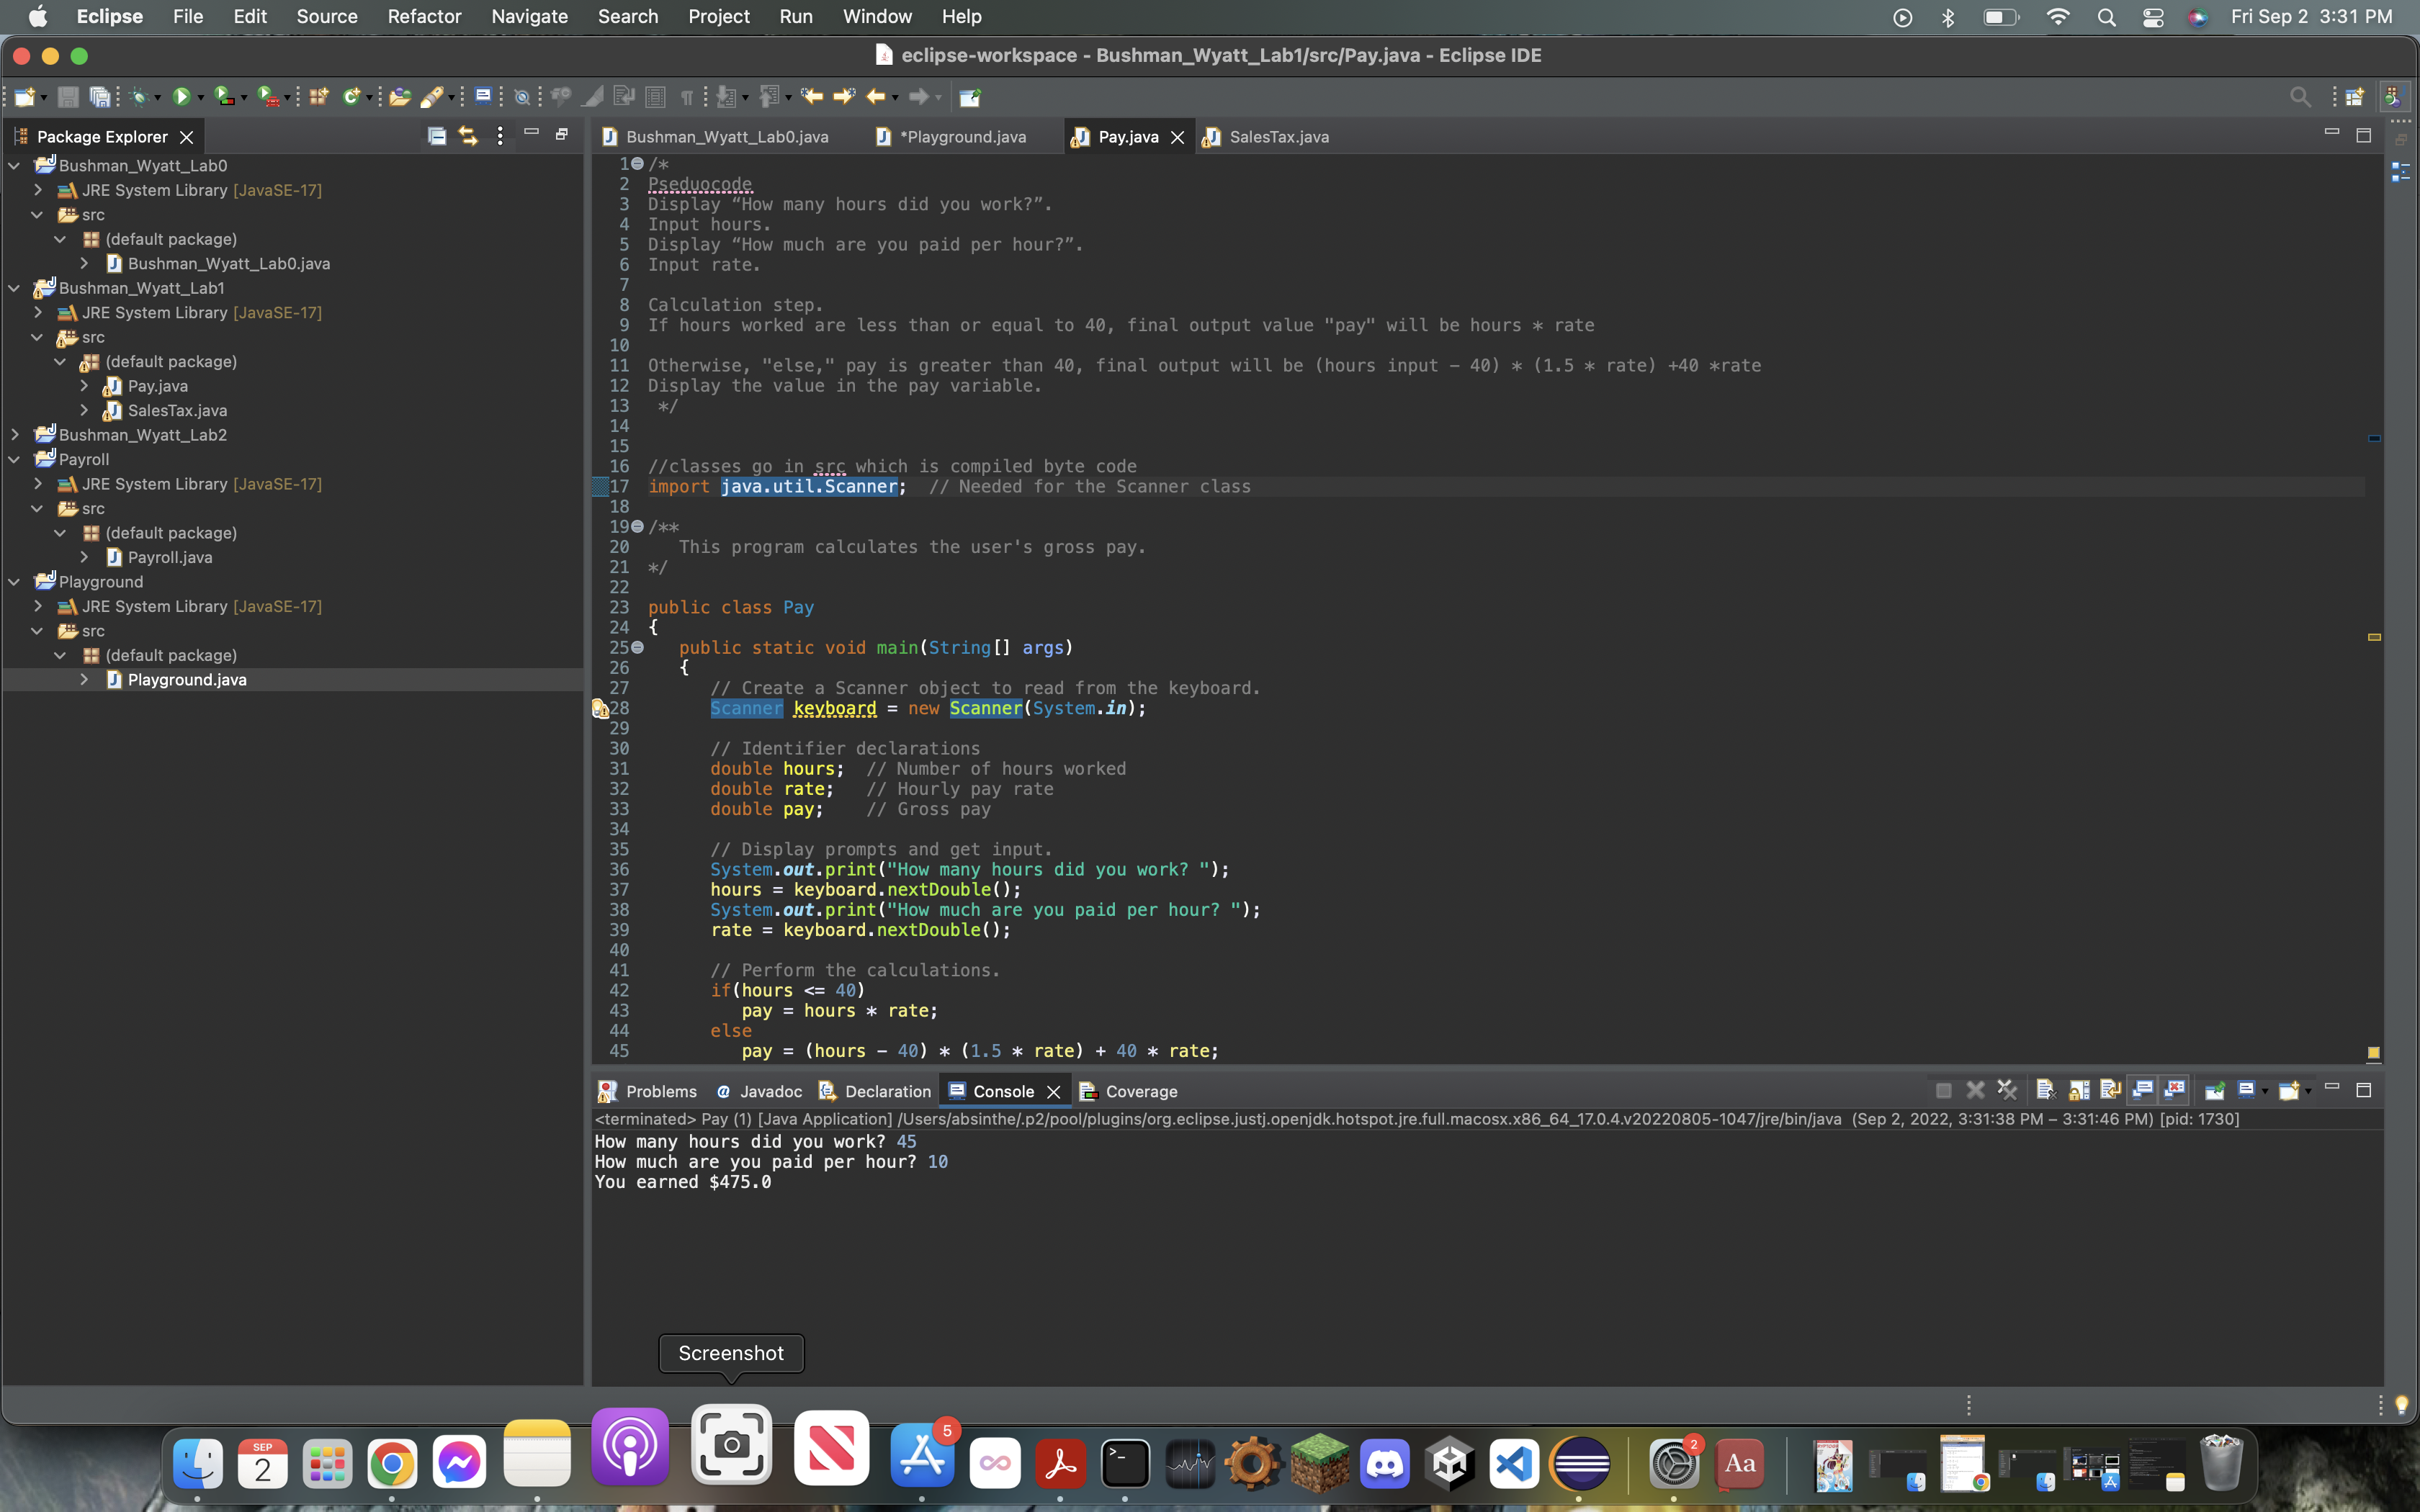 Eclipse File Edit Source Refactor Navigate Search Project Run Window Help Fri Sep 2 3:31 PM
eclipse-workspace - Bushman_Wyatt_Lab1/src/Pay.java - Eclipse IDE
Package Explorer
Bushman_Wyatt_Lab0
JRE System Library [JavaSE-17]
src
(default package)
Bushman_Wyatt_Lab0.java
Bushman_Wyatt_Lab1
JRE System Library [JavaSE-17]
src
(default package)
Pay.java
SalesTax.java
Bushman_Wyatt_Lab2
Payroll
JRE System Library [JavaSE-17]
src
(default package)
Payroll.java
Playground
JRE System Library [JavaSE-17]
src
(default package)
Playground.java
Bushman_Wyatt_Lab0.java *Playground.java Pay.java SalesTax.java
1 /*
2 Pseduocode
3 Display “How many hours did you work?”.
4 Input hours.
5 Display “How much are you paid per hour?”.
6 Input rate.
7
8 Calculation step.
9 If hours worked are less than or equal to 40, final output value "pay" will be hours * rate
10
11 Otherwise, "else," pay is greater than 40, final output will be (hours input – 40) * (1.5 * rate) +40 *rate
12 Display the value in the pay variable.
13 */
14
15
16 //classes go in src which is compiled byte code
17 import java.util.Scanner; // Needed for the Scanner class
18
19 /**
20 This program calculates the user's gross pay.
21 */
22
23 public class Pay
24 {
25 public static void main(String[] args)
26 {
27 // Create a Scanner object to read from the keyboard.
28 Scanner keyboard = new Scanner(System.in);
29
30 // Identifier declarations
31 double hours; // Number of hours worked
32 double rate; // Hourly pay rate
33 double pay; // Gross pay
34
35 // Display prompts and get input.
36 System.out.print("How many hours did you work? ");
37 hours = keyboard.nextDouble();
38 System.out.print("How much are you paid per hour? ");
39 rate = keyboard.nextDouble();
40
41 // Perform the calculations.
42 if(hours <= 40)
43 pay = hours * rate;
44 else
45 pay = (hours - 40) * (1.5 * rate) + 40 * rate;
Problems Javadoc Declaration Console Coverage
<terminated> Pay (1) [Java Application] /Users/absinthe/.p2/pool/plugins/org.eclipse.justj.openjdk.hotspot.jre.full.macosx.x86_64_17.0.4.v20220805-1047/jre/bin/java (Sep 2, 2022, 3:31:38 PM – 3:31:46 PM) [pid: 1730]
How many hours did you work? 45
How much are you paid per hour? 10
You earned $475.0
Screenshot
SEP
2
5
2
Aa